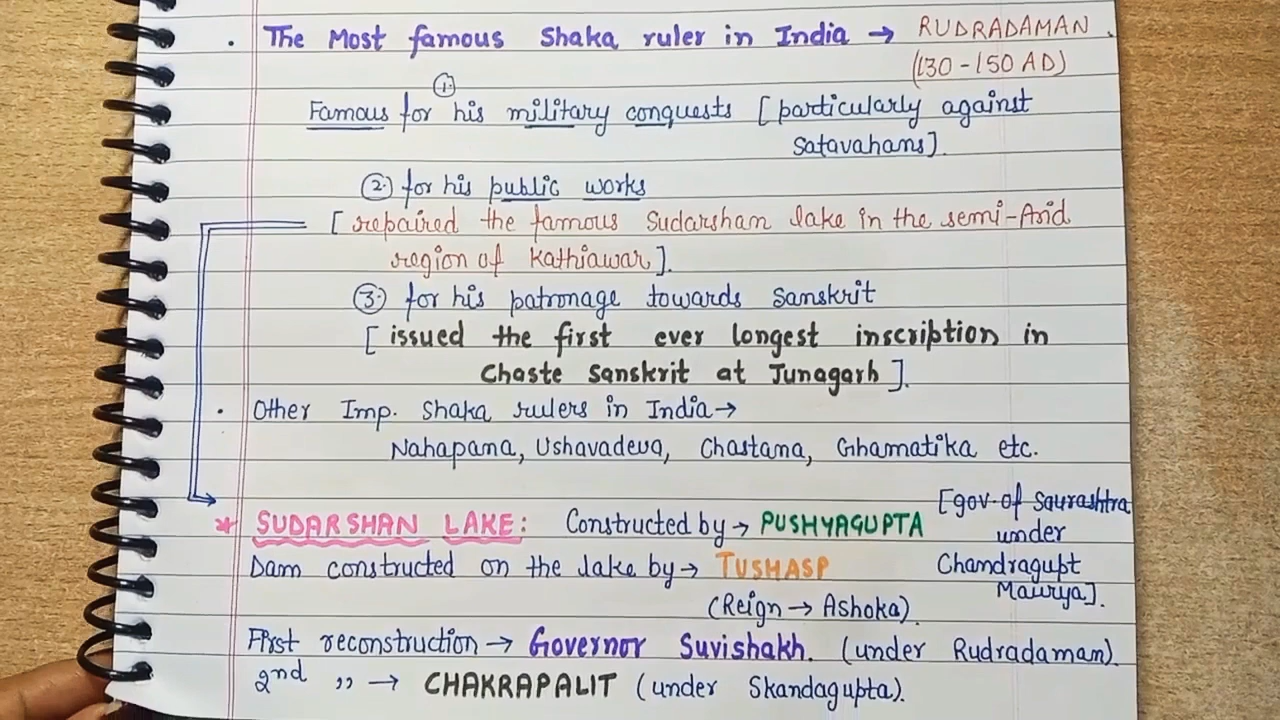 . The Most famous Shaka ruler in India → RUDRADAMAN.
(130-150 AD)
① Famous for his military conquests [particularly against
Satavahans].
② for his public works
[repaired the famous Sudarsham lake in the semi-Arid
region of Kathiawar].
③ for his patronage towards Sanskrit
[issued the first ever longest inscription in
Chaste Sanskrit at Junagarh].
. Other Imp. Shaka rulers in India →
Nahapana, Ushavadeva, Chastana, Ghamatika etc.
* SUDARSHAN LAKE: Constructed by → PUSHYAGUPTA [gov. of Saurashtra
under
Dam constructed on the lake by → TUSHASP Chandragupt
Maurya].
(Reign → Ashoka).
First reconstruction → Governor Suvishakh. (under Rudradaman).
2nd ,, → CHAKRAPALIT (under Skandagupta).